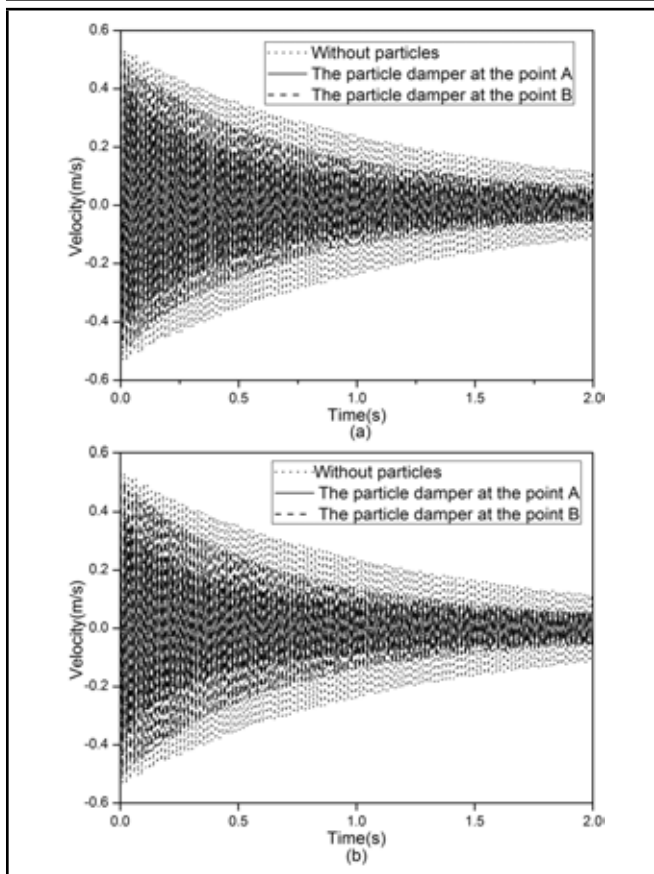 0.6
0.4
0.2
0.0
-0.2
-0.4
-0.6
Velocity(m/s)
Without particles
The particle damper at the point A
The particle damper at the point B
0.0 0.5 1.0 1.5 2.0
Time(s)
(a)
0.6
0.4
0.2
0.0
-0.2
-0.4
-0.6
Velocity(m/s)
Without particles
The particle damper at the point A
The particle damper at the point B
0.0 0.5 1.0 1.5 2.0
Time(s)
(b)